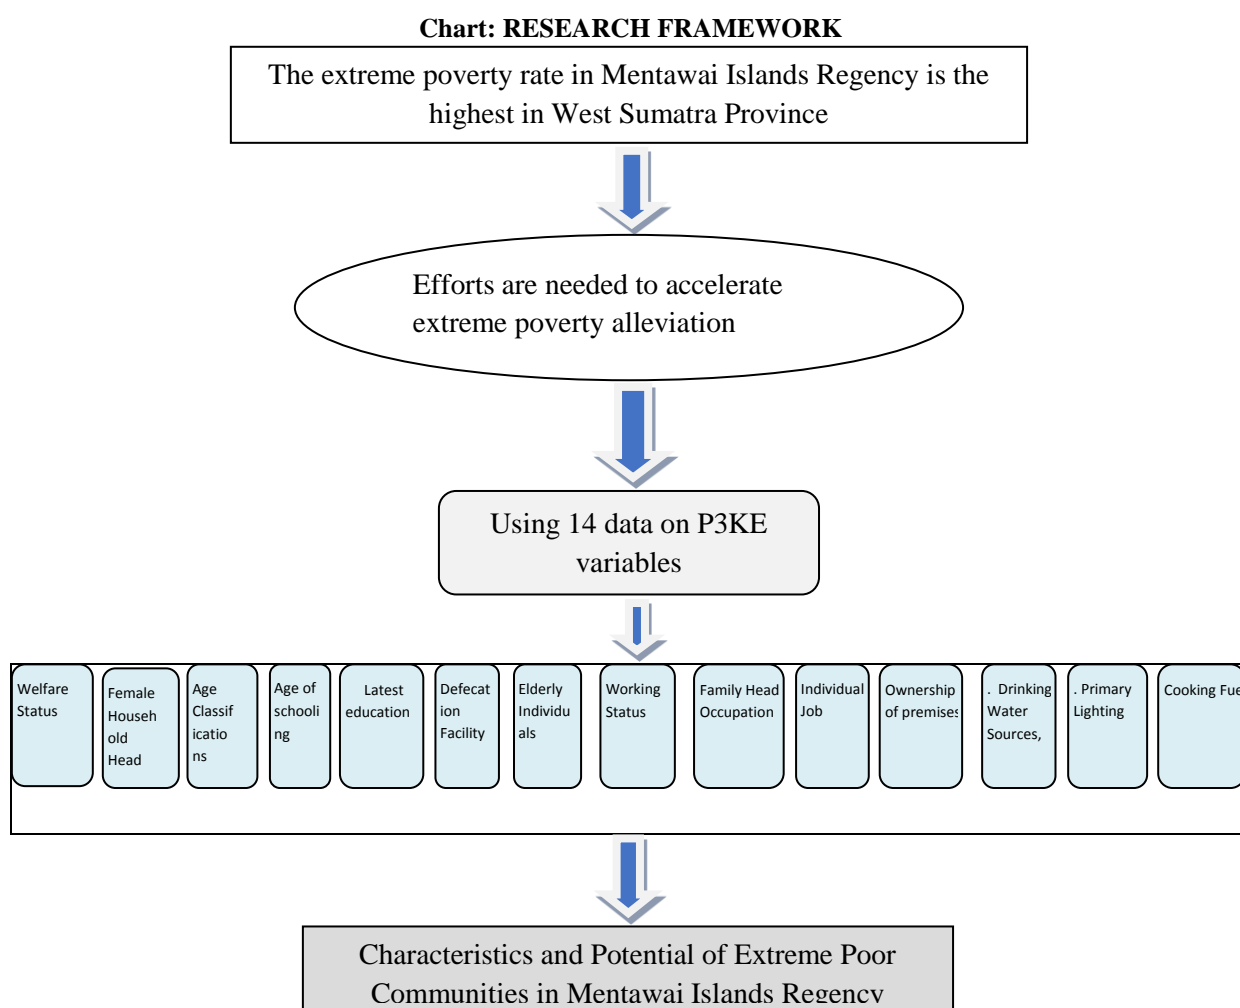 Chart: RESEARCH FRAMEWORK
The extreme poverty rate in Mentawai Islands Regency is the
highest in West Sumatra Province
Efforts are needed to accelerate
extreme poverty alleviation
Using 14 data on P3KE
variables
Welfare
Status
Female
Househ
old
Head
Age
Classif
icatio
ns
Age of
schooli
ng
Latest
education
Defecat
ion
Facility
Elderly
Individu
als
Working
Status
Family Head
Occupation
Individual
Job
Ownership
of premises
. Drinking
Water
Sources,
. Primary
Lighting
Cooking Fue
Characteristics and Potential of Extreme Poor
Communities in Mentawai Islands Regency